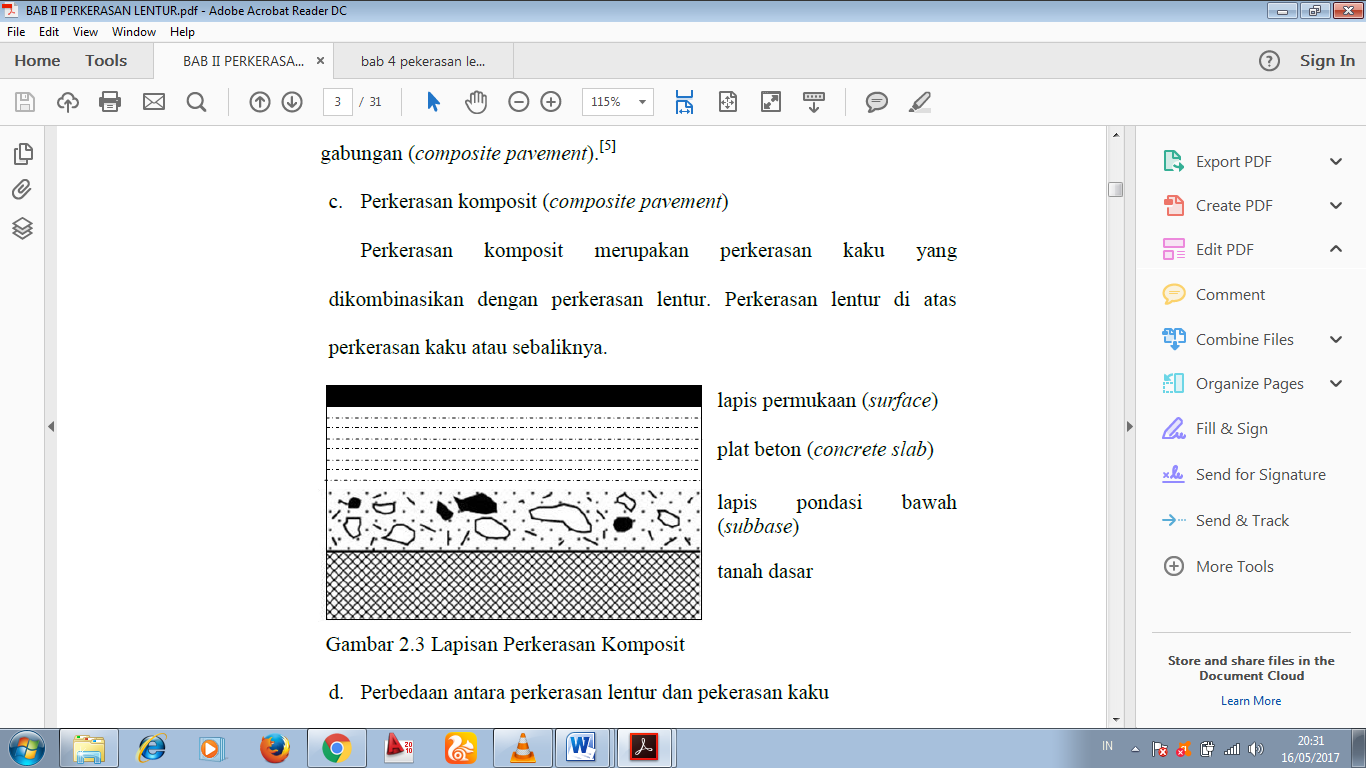 BAB II PERKERASAN LENTUR.pdf - Adobe Acrobat Reader DC
File Edit View Window Help
Home Tools BAB II PERKERASA... × bab 4 pekerasan le... Sign In
3 / 31 115%
gabungan (composite pavement).[5]
c. Perkerasan komposit (composite pavement)
Perkerasan komposit merupakan perkerasan kaku yang
dikombinasikan dengan perkerasan lentur. Perkerasan lentur di atas
perkerasan kaku atau sebaliknya.
lapis permukaan (surface)
plat beton (concrete slab)
lapis pondasi bawah
(subbase)
tanah dasar
Gambar 2.3 Lapisan Perkerasan Komposit
d. Perbedaan antara perkerasan lentur dan pekerasan kaku
Export PDF
Create PDF
Edit PDF
Comment
Combine Files
Organize Pages
Fill & Sign
Send for Signature
Send & Track
More Tools
Store and share files in the
Document Cloud
Learn More
IN
20:31
16/05/2017